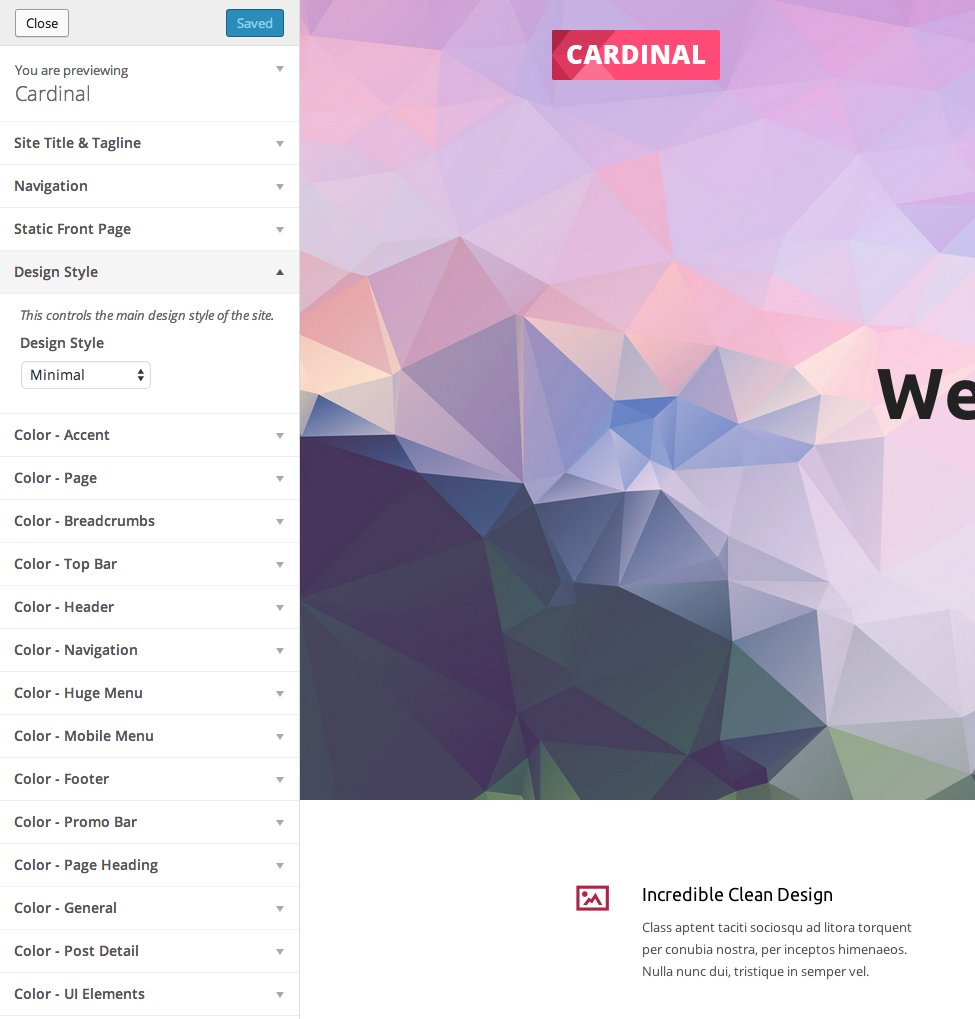 Close
Saved
You are previewing
Cardinal
Site Title & Tagline
Navigation
Static Front Page
Design Style
This controls the main design style of the site.
Design Style
Minimal
Color - Accent
Color - Page
Color - Breadcrumbs
Color - Top Bar
Color - Header
Color - Navigation
Color - Huge Menu
Color - Mobile Menu
Color - Footer
Color - Promo Bar
Color - Page Heading
Color - General
Color - Post Detail
Color - UI Elements
CARDINAL
We
Incredible Clean Design
Class aptent taciti sociosqu ad litora torquent
per conubia nostra, per inceptos himenaeos.
Nulla nunc dui, tristique in semper vel.